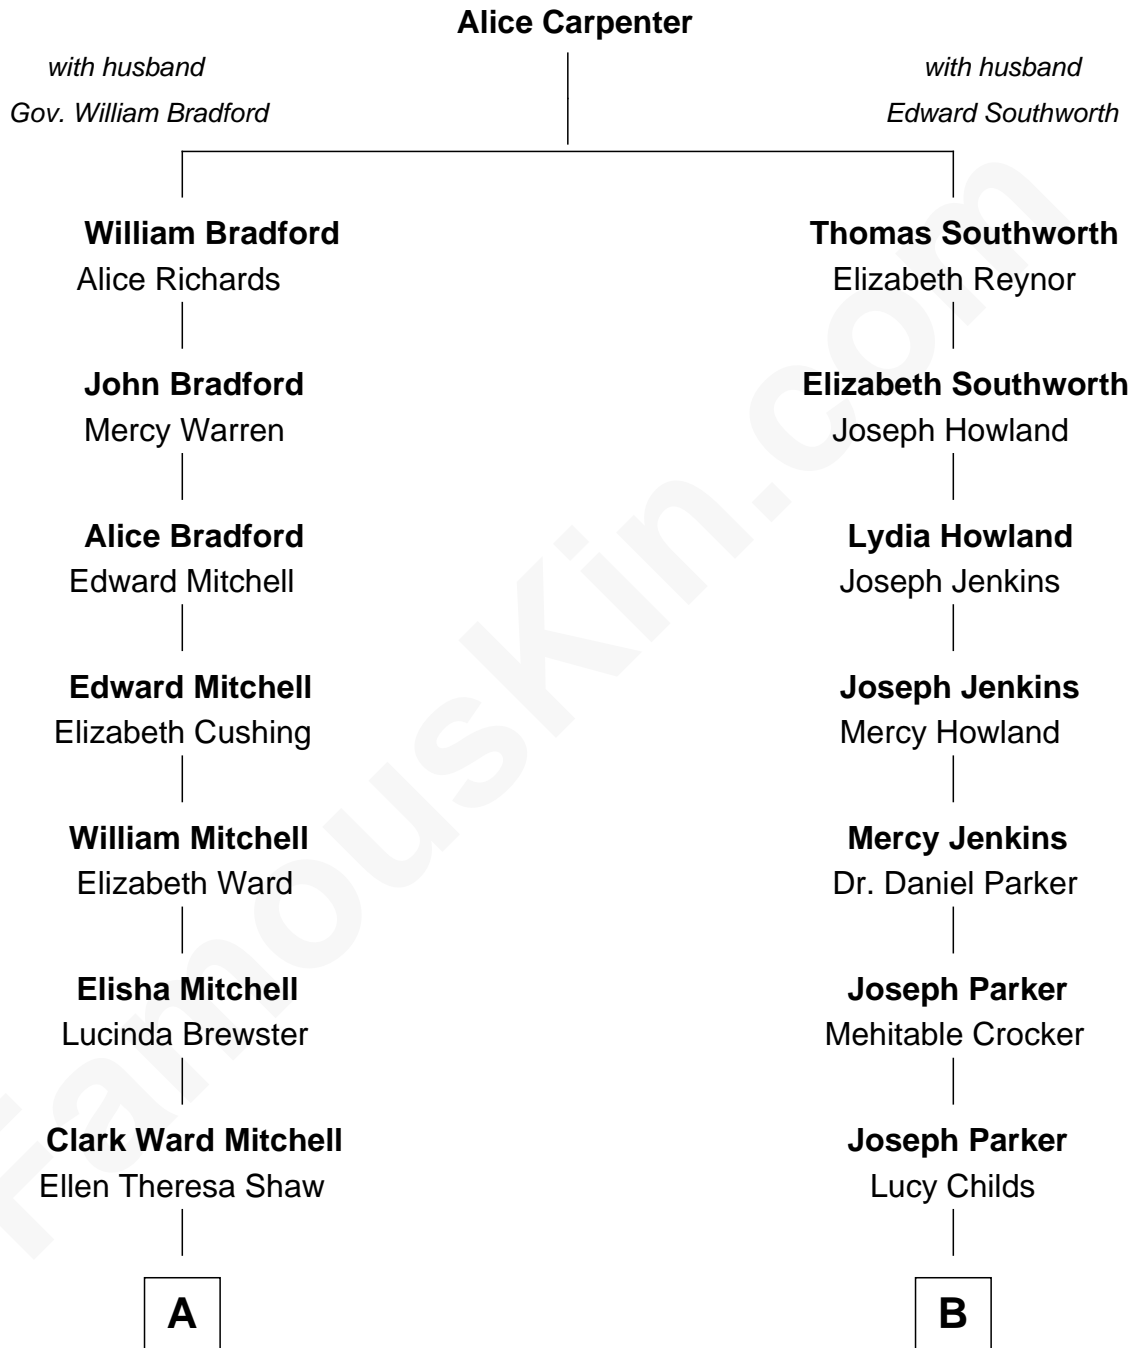 Alice Carpenter
with husband
Gov. William Bradford
with husband
Edward Southworth
William Bradford
Alice Richards
Thomas Southworth
Elizabeth Reynor
John Bradford
Mercy Warren
Elizabeth Southworth
Joseph Howland
Alice Bradford
Edward Mitchell
Lydia Howland
Joseph Jenkins
Edward Mitchell
Elizabeth Cushing
Joseph Jenkins
Mercy Howland
William Mitchell
Elizabeth Ward
Mercy Jenkins
Dr. Daniel Parker
Elisha Mitchell
Lucinda Brewster
Joseph Parker
Mehitable Crocker
Clark Ward Mitchell
Ellen Theresa Shaw
Joseph Parker
Lucy Childs
A
B
FamousKin.com